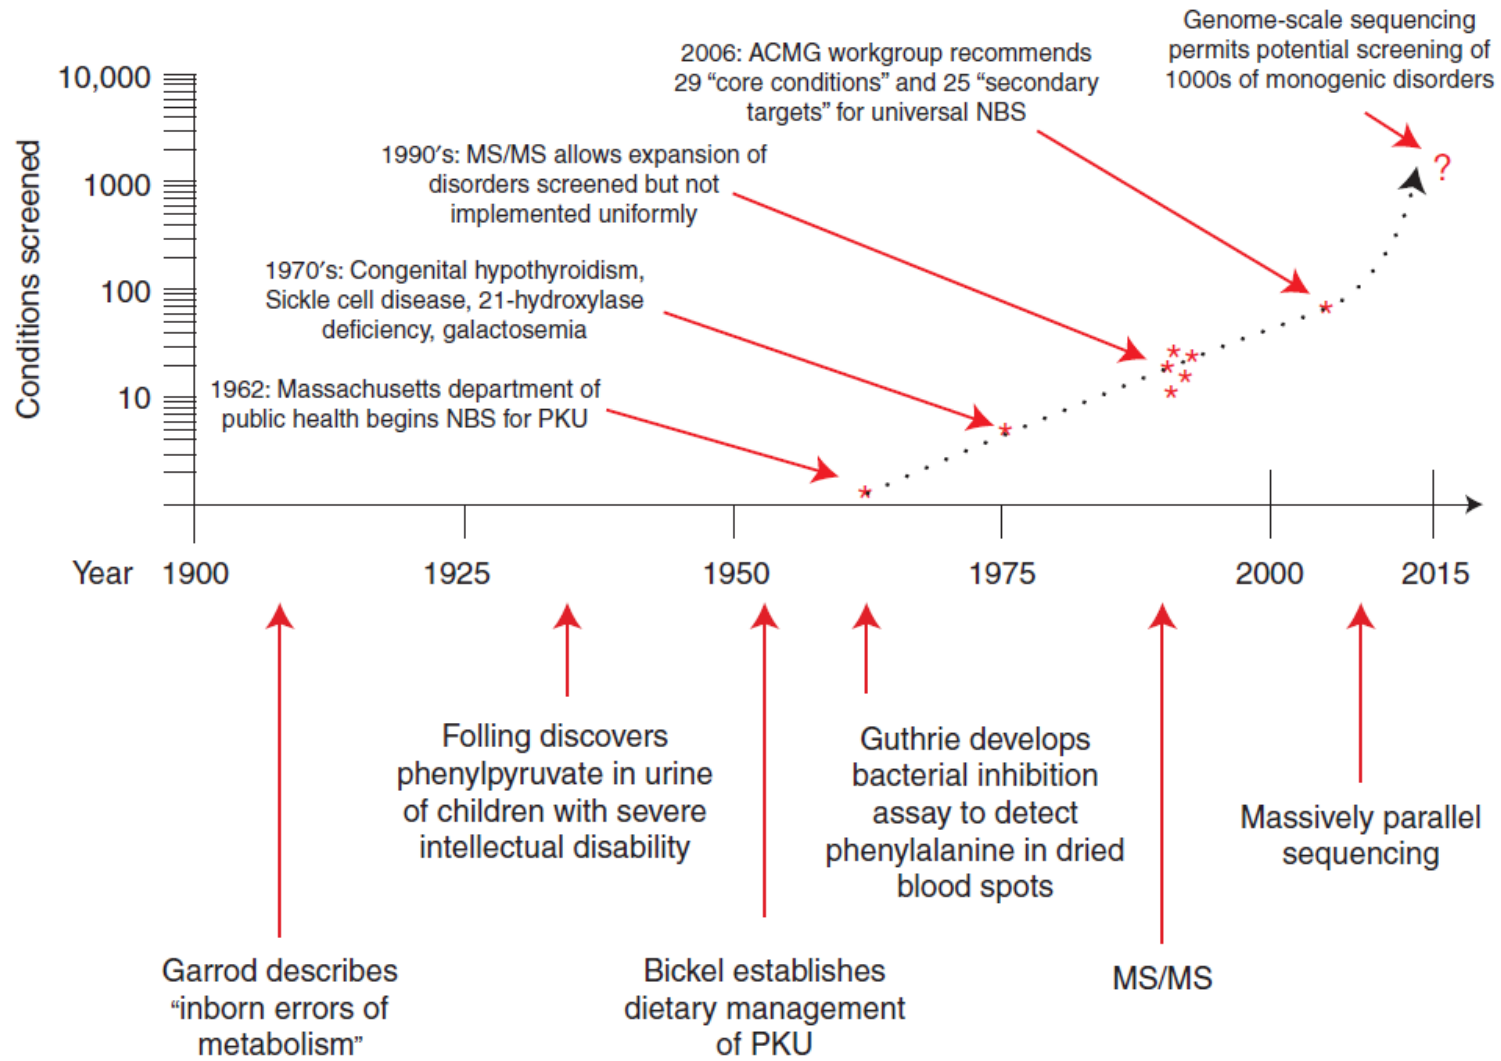 Genome-scale sequencing
permits potential screening of
1000s of monogenic disorders
2006: ACMG workgroup recommends
29 “core conditions” and 25 “secondary
targets” for universal NBS
1990′s: MS/MS allows expansion of
disorders screened but not
implemented uniformly
1970′s: Congenital hypothyroidism,
Sickle cell disease, 21-hydroxylase
deficiency, galactosemia
1962: Massachusetts department of
public health begins NBS for PKU
Conditions screened
10,000
1000
100
10
?
Year 1900 1925 1950 1975 2000 2015
Folling discovers
phenylpyruvate in urine
of children with severe
intellectual disability
Guthrie develops
bacterial inhibition
assay to detect
phenylalanine in dried
blood spots
Massively parallel
sequencing
Garrod describes
“inborn errors of
metabolism”
Bickel establishes
dietary management
of PKU
MS/MS